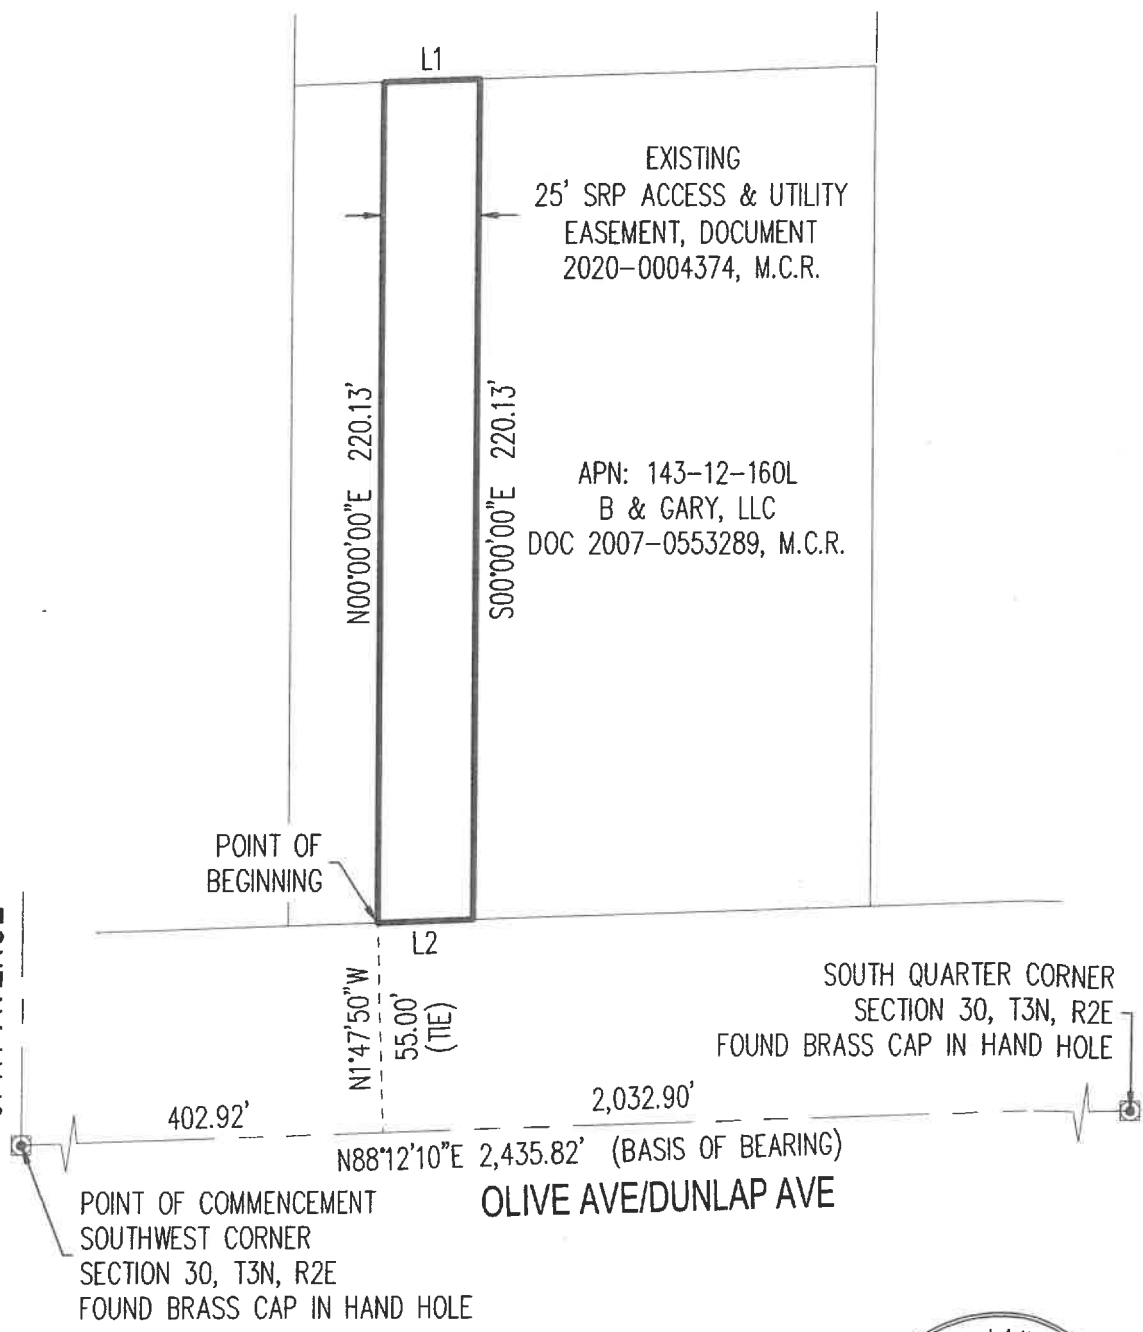 L1
EXISTING
25' SRP ACCESS & UTILITY
EASEMENT, DOCUMENT
2020-0004374, M.C.R.
N00°00'00"E 220.13'
S00°00'00"E 220.13'
APN: 143-12-160L
B & GARY, LLC
DOC 2007-0553289, M.C.R.
POINT OF
BEGINNING
L2
N1°47'50"W
55.00'
(TIE)
SOUTH QUARTER CORNER
SECTION 30, T3N, R2E
FOUND BRASS CAP IN HAND HOLE
402.92'
2,032.90'
N88°12'10"E 2,435.82' (BASIS OF BEARING)
OLIVE AVE/DUNLAP AVE
POINT OF COMMENCEMENT
SOUTHWEST CORNER
SECTION 30, T3N, R2E
FOUND BRASS CAP IN HAND HOLE